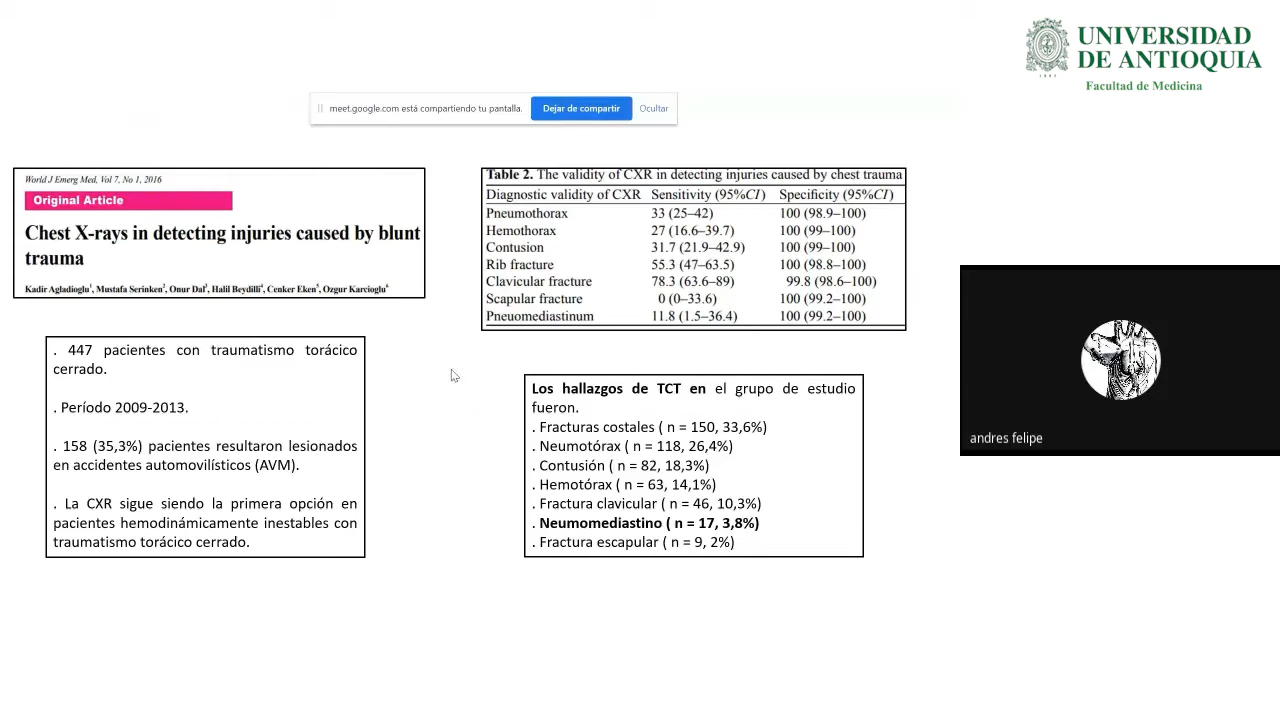 UNIVERSIDAD
DE ANTIOQUIA
Facultad de Medicina
meet.google.com está compartiendo tu pantalla. Dejar de compartir Ocultar
World J Emerg Med, Vol 7, No 1, 2016
Original Article
Chest X-rays in detecting injuries caused by blunt
trauma
Kadir Agladioglu¹, Mustafa Serinken², Onur Dal³, Halil Beydilli⁴, Cenker Eken⁵, Ozgur Karcioglu⁶
Table 2. The validity of CXR in detecting injuries caused by chest trauma
Diagnostic validity of CXR Sensitivity (95%CI) Specificity (95%CI)
Pneumothorax 33 (25–42) 100 (98.9–100)
Hemothorax 27 (16.6–39.7) 100 (99–100)
Contusion 31.7 (21.9–42.9) 100 (99–100)
Rib fracture 55.3 (47–63.5) 100 (98.8–100)
Clavicular fracture 78.3 (63.6–89) 99.8 (98.6–100)
Scapular fracture 0 (0–33.6) 100 (99.2–100)
Pneuomediastinum 11.8 (1.5–36.4) 100 (99.2–100)
. 447 pacientes con traumatismo torácico
cerrado.
. Período 2009-2013.
. 158 (35,3%) pacientes resultaron lesionados
en accidentes automovilísticos (AVM).
. La CXR sigue siendo la primera opción en
pacientes hemodinámicamente inestables con
traumatismo torácico cerrado.
Los hallazgos de TCT en el grupo de estudio
fueron.
. Fracturas costales ( n = 150, 33,6%)
. Neumotórax ( n = 118, 26,4%)
. Contusión ( n = 82, 18,3%)
. Hemotórax ( n = 63, 14,1%)
. Fractura clavicular ( n = 46, 10,3%)
. Neumomediastino ( n = 17, 3,8%)
. Fractura escapular ( n = 9, 2%)
andres felipe